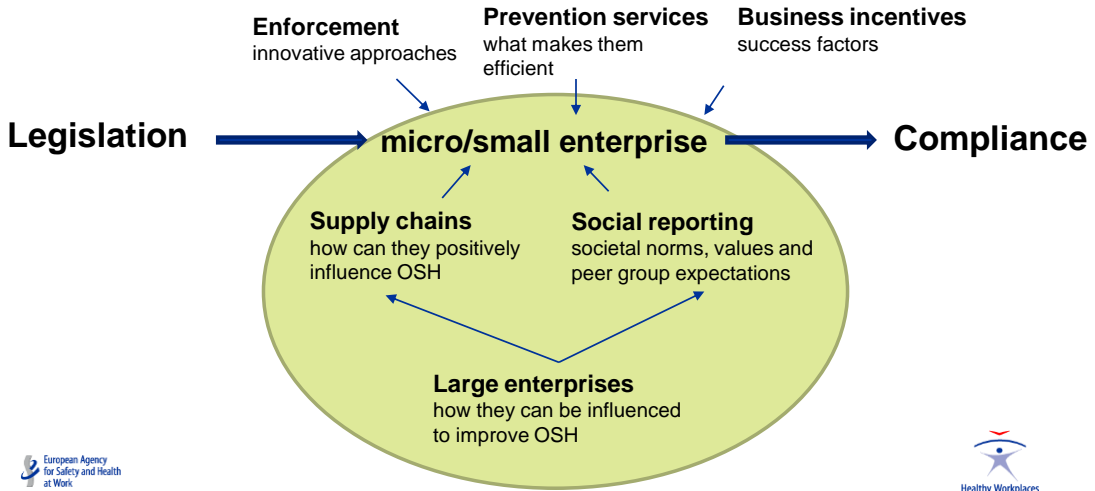 Enforcement
innovative approaches
Prevention services
what makes them
efficient
Business incentives
success factors
Legislation
micro/small enterprise
Compliance
Supply chains
how can they positively
influence OSH
Social reporting
societal norms, values and
peer group expectations
Large enterprises
how they can be influenced
to improve OSH
European Agency
for Safety and Health
at Work
Healthy Workplaces